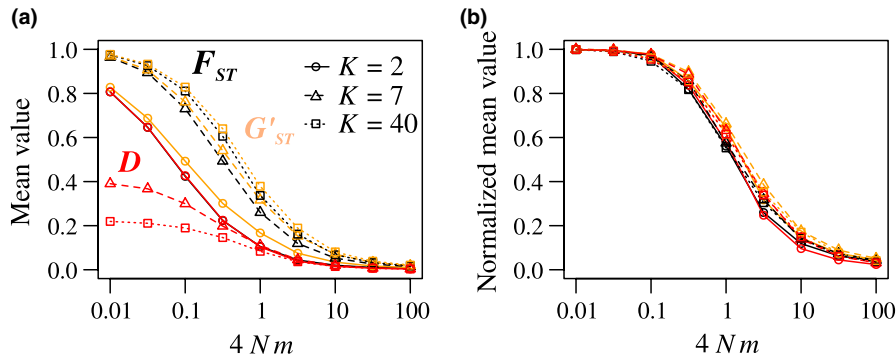 (a)
(b)
Mean value
1.0
0.8
0.6
0.4
0.2
0.0
F_ST
G'_ST
D
K = 2
K = 7
K = 40
0.01 0.1 1 10 100
4 N m
Normalized mean value
1.0
0.8
0.6
0.4
0.2
0.0
0.01 0.1 1 10 100
4 N m